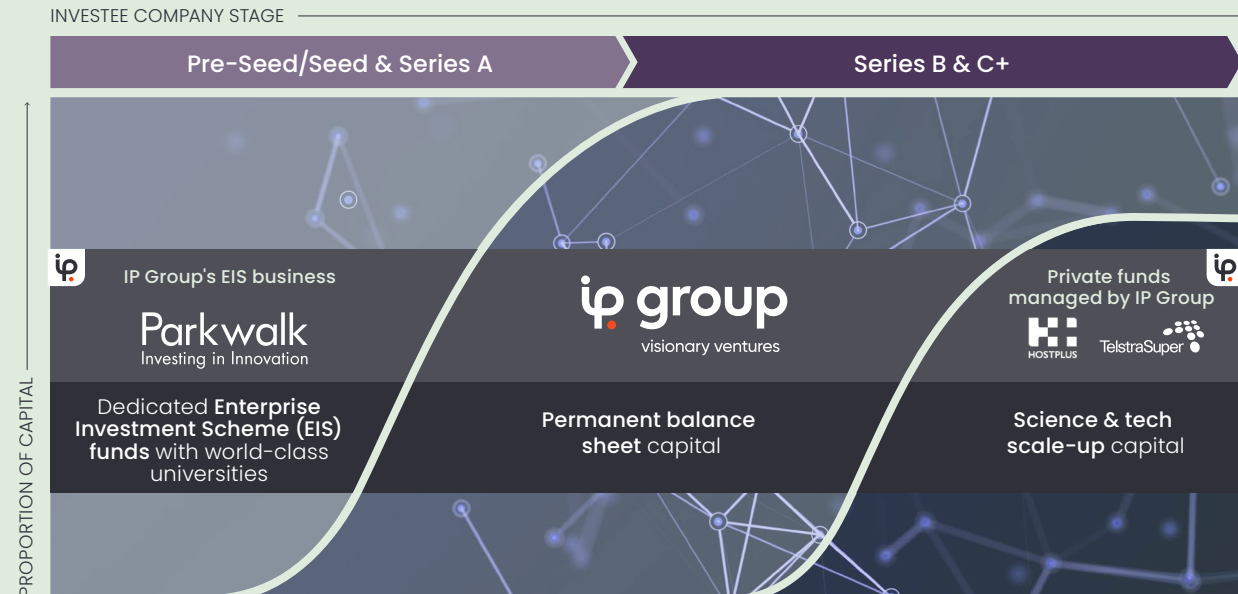 INVESTEE COMPANY STAGE
Pre-Seed/Seed & Series A
Series B & C+
PROPORTION OF CAPITAL
ip
IP Group's EIS business
Parkwalk
Investing in Innovation
Dedicated Enterprise
Investment Scheme (EIS)
funds with world-class
universities
ip group
visionary ventures
Permanent balance
sheet capital
ip
Private funds
managed by IP Group
HOSTPLUS
TelstraSuper
Science & tech
scale-up capital